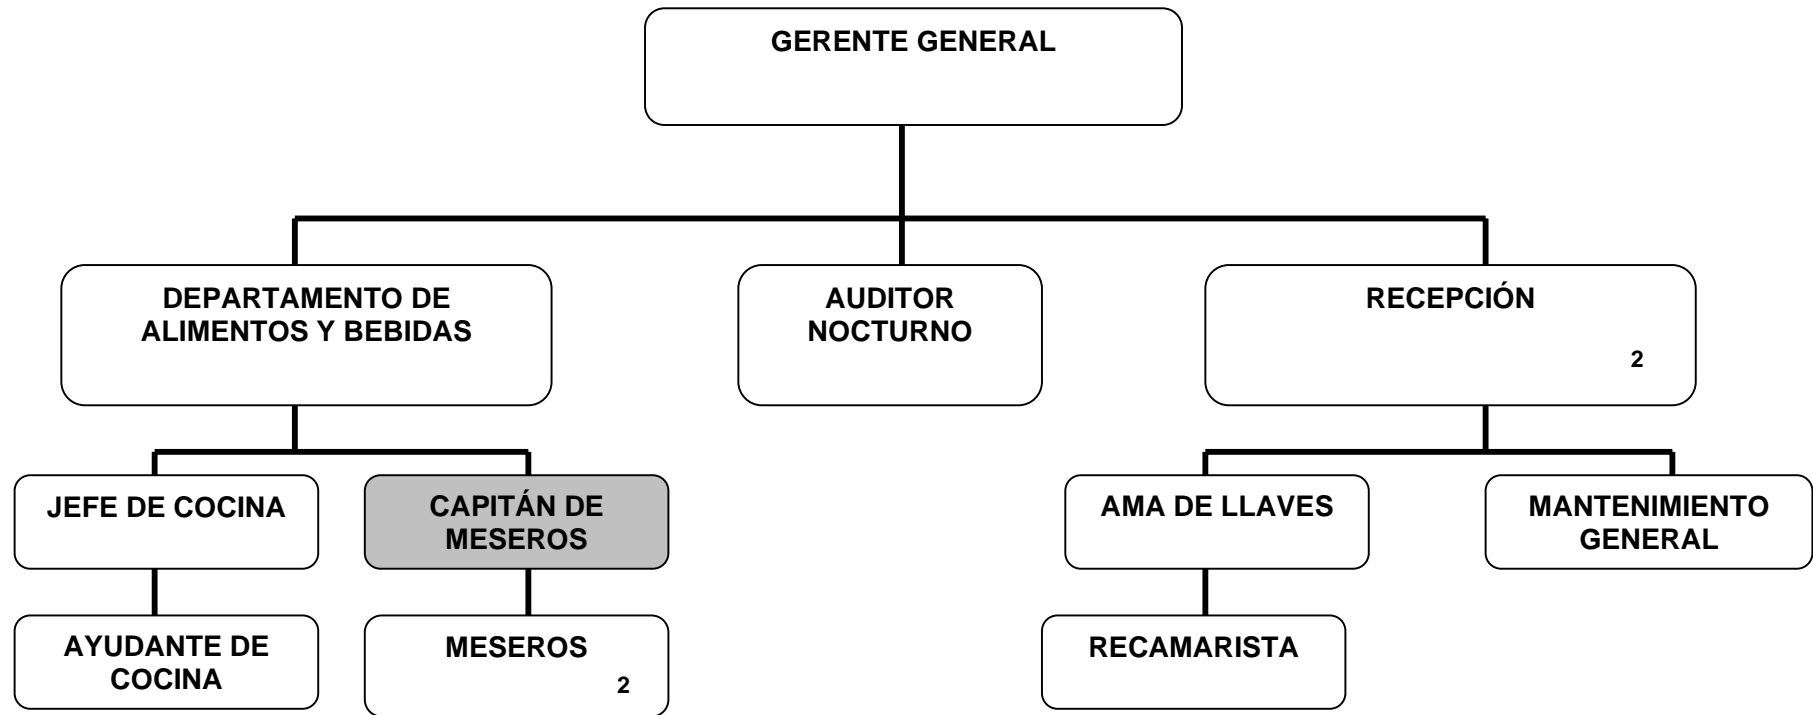 GERENTE GENERAL
DEPARTAMENTO DE
ALIMENTOS Y BEBIDAS
AUDITOR
NOCTURNO
RECEPCIÓN
2
JEFE DE COCINA
CAPITÁN DE
MESEROS
AMA DE LLAVES
MANTENIMIENTO
GENERAL
AYUDANTE DE
COCINA
MESEROS
2
RECAMARISTA